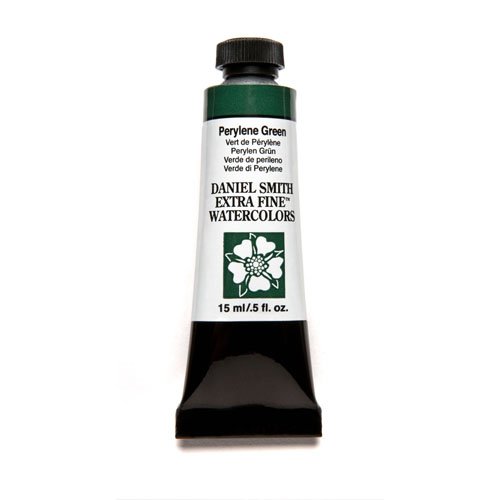 Perylene Green
Vert de Pérylène
Perylen Grün
Verde de perileno
Verde di Perylene
DANIEL SMITH
EXTRA FINE™
WATERCOLORS
15 ml/.5 fl. oz.